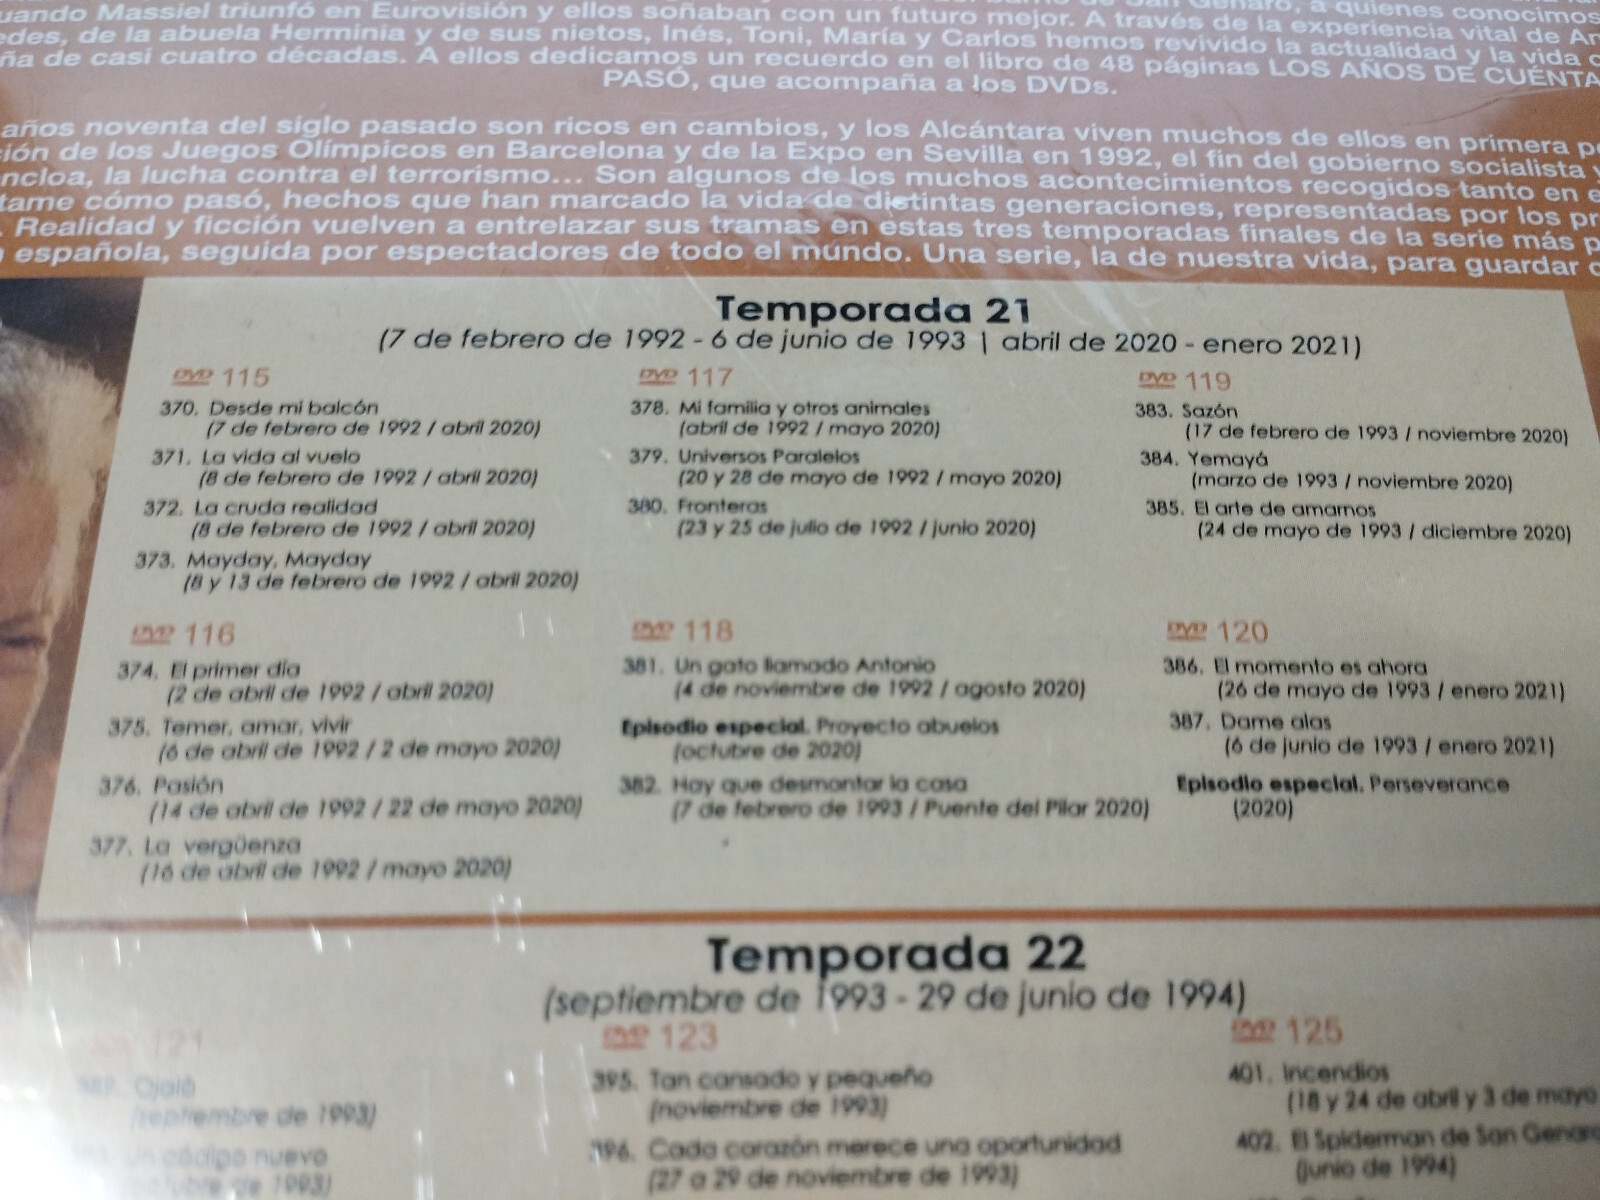 uando Massiel triunfó en Eurovisión y ellos soñaban con un futuro mejor. A través de la experiencia vital de An
edes, de la abuela Herminia y de sus nietos, Inés, Toni, María y Carlos hemos revivido la actualidad y la vida
ña de casi cuatro décadas. A ellos dedicamos un recuerdo en el libro de 48 páginas LOS AÑOS DE CUÉNTA
PASÓ, que acompaña a los DVDs.
años noventa del siglo pasado son ricos en cambios, y los Alcántara viven muchos de ellos en primera pe
ción de los Juegos Olímpicos en Barcelona y de la Expo en Sevilla en 1992, el fin del gobierno socialista y
ncloa, la lucha contra el terrorismo... Son algunos de los muchos acontecimientos recogidos tanto en e
tame cómo pasó, hechos que han marcado la vida de distintas generaciones, representadas por los pr
. Realidad y ficción vuelven a entrelazar sus tramas en estas tres temporadas finales de la serie más p
española, seguida por espectadores de todo el mundo. Una serie, la de nuestra vida, para guardar
Temporada 21
(7 de febrero de 1992 - 6 de junio de 1993 | abril de 2020 - enero 2021)
DVD 115
370. Desde mi balcón
(7 de febrero de 1992 / abril 2020)
371. La vida al vuelo
(8 de febrero de 1992 / abril 2020)
372. La cruda realidad
(8 de febrero de 1992 / abril 2020)
373. Mayday, Mayday
(8 y 13 de febrero de 1992 / abril 2020)
DVD 116
374. El primer día
(2 de abril de 1992 / abril 2020)
375. Temer, amar, vivir
(6 de abril de 1992 / 2 de mayo 2020)
376. Pasión
(14 de abril de 1992 / 22 de mayo 2020)
377. La vergüenza
(16 de abril de 1992 / mayo 2020)
DVD 117
378. Mi familia y otros animales
(abril de 1992 / mayo 2020)
379. Universos Paralelos
(20 y 28 de mayo de 1992 / mayo 2020)
380. Fronteras
(23 y 25 de julio de 1992 / junio 2020)
DVD 118
381. Un gato llamado Antonio
(4 de noviembre de 1992 / agosto 2020)
Episodio especial. Proyecto abuelos
(octubre de 2020)
382. Hay que desmontar la casa
(7 de febrero de 1993 / Puente del Pilar 2020)
DVD 119
383. Sazón
(17 de febrero de 1993 / noviembre 2020)
384. Yemayá
(marzo de 1993 / noviembre 2020)
385. El arte de amarnos
(24 de mayo de 1993 / diciembre 2020)
DVD 120
386. El momento es ahora
(26 de mayo de 1993 / enero 2021)
387. Dame alas
(6 de junio de 1993 / enero 2021)
Episodio especial. Perseverance
(2020)
Temporada 22
(septiembre de 1993 - 29 de junio de 1994)
121
Ojalá
(septiembre de 1993)
Un código nuevo
(octubre de 1993)
DVD 123
395. Tan cansado y pequeño
(noviembre de 1993)
396. Cada corazón merece una oportunidad
(27 a 29 de noviembre de 1993)
DVD 125
401. Incendios
(18 y 24 de abril y 3 de mayo
402. El Spiderman de San Genaro
(junio de 1994)